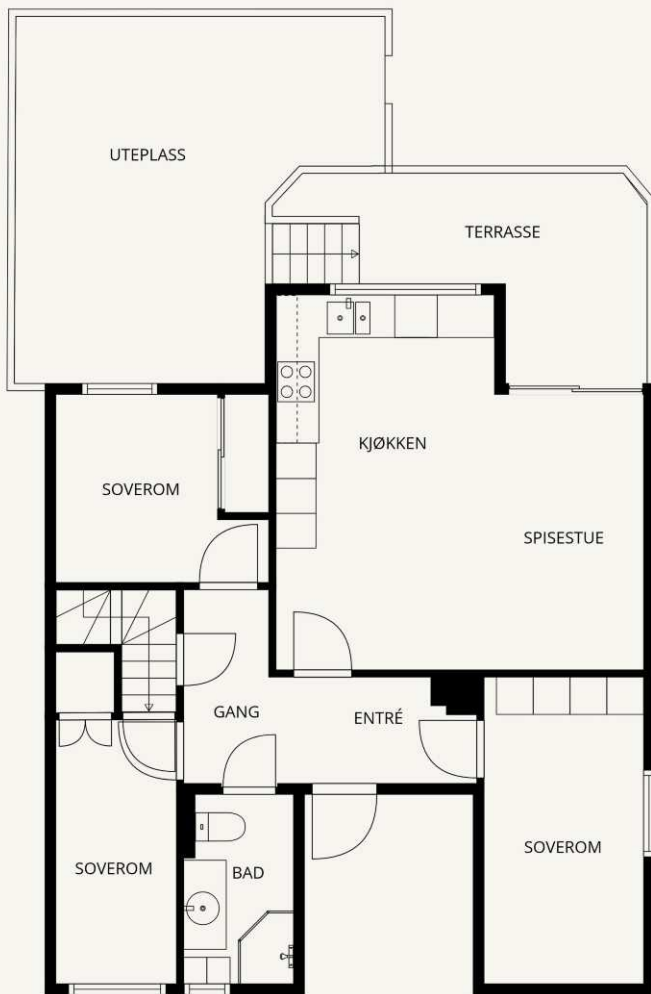 UTEPLASS
TERRASSE
KJØKKEN
SOVEROM
SPISESTUE
GANG
ENTRÉ
SOVEROM
BAD
SOVEROM